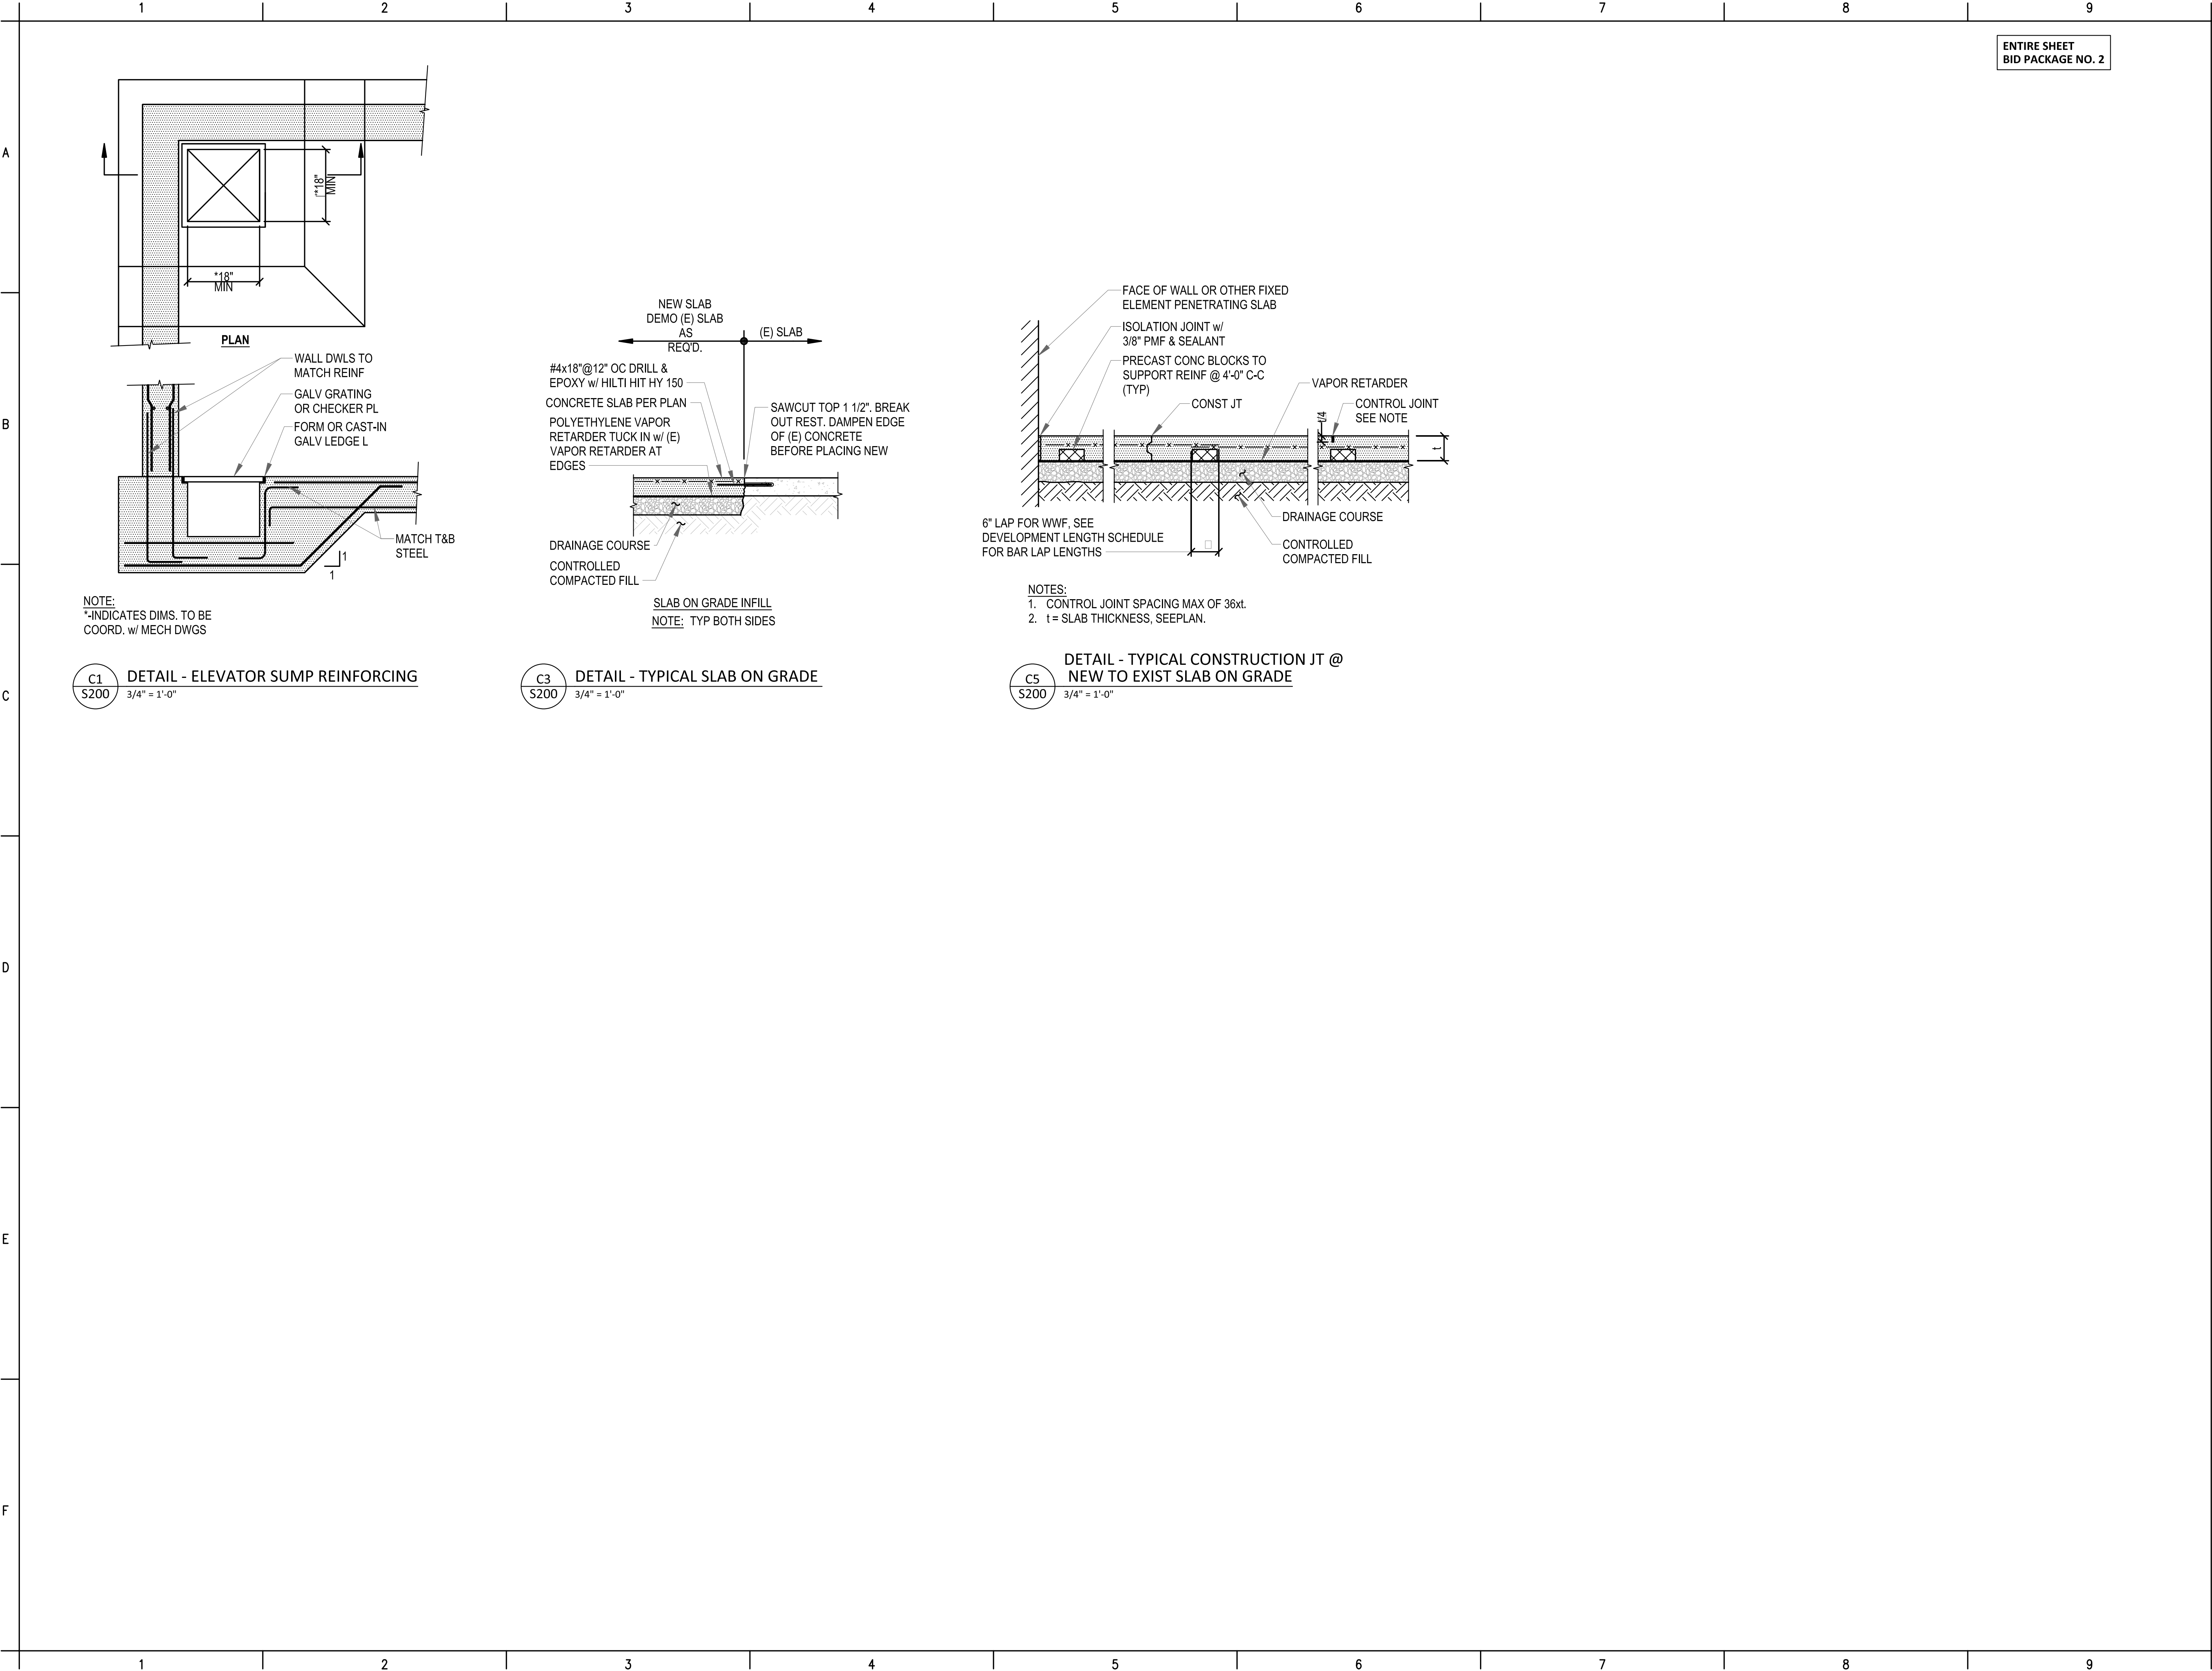 1 2 3 4 5 6 7 8 9
ENTIRE SHEET
BID PACKAGE NO. 2
A
B
C
D
E
F
*18"
MIN
*18"
MIN
PLAN
WALL DWLS TO
MATCH REINF
GALV GRATING
OR CHECKER PL
FORM OR CAST-IN
GALV LEDGE L
MATCH T&B
STEEL
1
1
NOTE:
*-INDICATES DIMS. TO BE
COORD. w/ MECH DWGS
C1
S200
DETAIL - ELEVATOR SUMP REINFORCING
3/4" = 1'-0"
NEW SLAB
DEMO (E) SLAB
AS
REQ'D.
(E) SLAB
#4x18"@12" OC DRILL &
EPOXY w/ HILTI HIT HY 150
CONCRETE SLAB PER PLAN
POLYETHYLENE VAPOR
RETARDER TUCK IN w/ (E)
VAPOR RETARDER AT
EDGES
SAWCUT TOP 1 1/2". BREAK
OUT REST. DAMPEN EDGE
OF (E) CONCRETE
BEFORE PLACING NEW
DRAINAGE COURSE
CONTROLLED
COMPACTED FILL
SLAB ON GRADE INFILL
NOTE: TYP BOTH SIDES
C3
S200
DETAIL - TYPICAL SLAB ON GRADE
3/4" = 1'-0"
FACE OF WALL OR OTHER FIXED
ELEMENT PENETRATING SLAB
ISOLATION JOINT w/
3/8" PMF & SEALANT
PRECAST CONC BLOCKS TO
SUPPORT REINF @ 4'-0" C-C
(TYP)
CONST JT
VAPOR RETARDER
CONTROL JOINT
SEE NOTE
t/4
t
6" LAP FOR WWF, SEE
DEVELOPMENT LENGTH SCHEDULE
FOR BAR LAP LENGTHS
DRAINAGE COURSE
CONTROLLED
COMPACTED FILL
NOTES:
1. CONTROL JOINT SPACING MAX OF 36xt.
2. t = SLAB THICKNESS, SEEPLAN.
C5
S200
DETAIL - TYPICAL CONSTRUCTION JT @
NEW TO EXIST SLAB ON GRADE
3/4" = 1'-0"
1 2 3 4 5 6 7 8 9